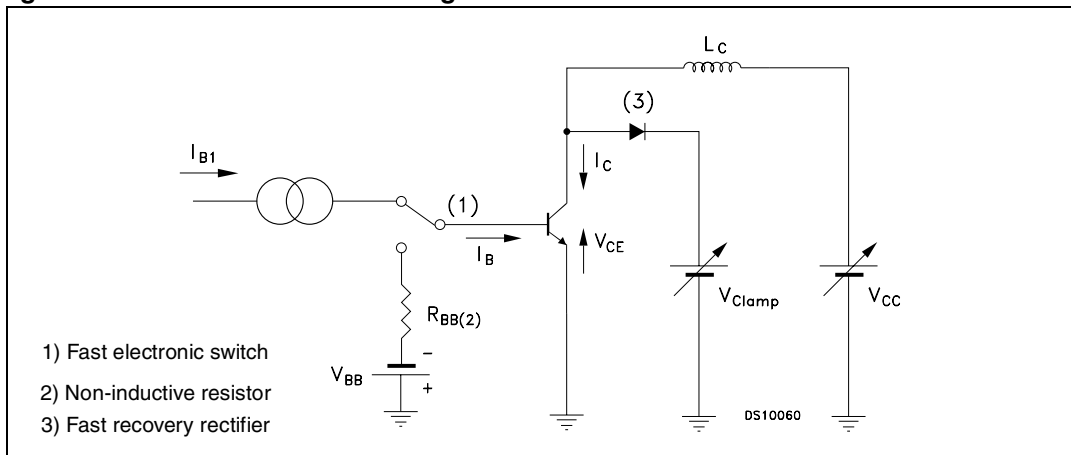 L C
(3)
I B1
I C
(1)
I B
V CE
V Clamp
V CC
R BB(2)
V BB
–
+
1) Fast electronic switch
2) Non-inductive resistor
3) Fast recovery rectifier
DS10060